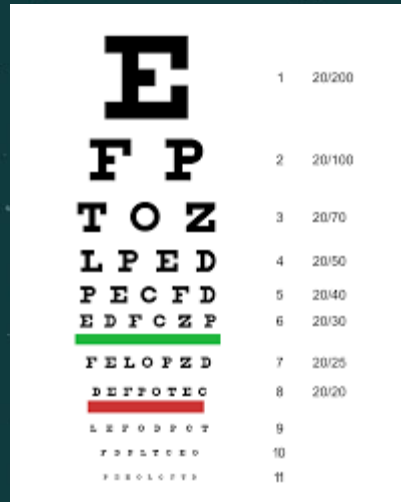 E 1 20/200
F P 2 20/100
T O Z 3 20/70
L P E D 4 20/50
P E C F D 5 20/40
E D F C Z P 6 20/30
F E L O P Z D 7 20/25
D E F P O T E C 8 20/20
L E F O D P C T 9
F D P L T C E O 10
11